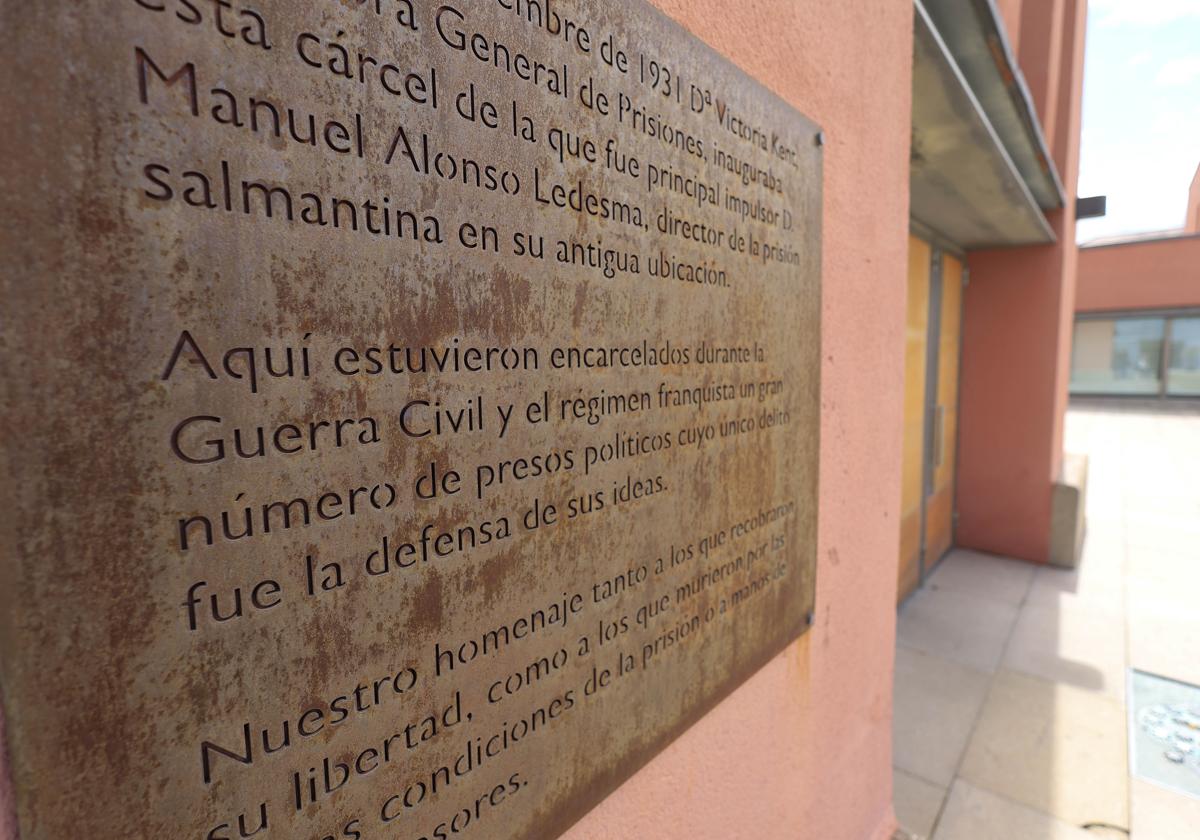 de 1931 Dª Victoria Kent,
General de Prisiones, inauguraba
esta cárcel de la que fue principal impulsor D.
Manuel Alonso Ledesma, director de la prisión
salmantina en su antigua ubicación.
Aquí estuvieron encarcelados durante la
Guerra Civil y el régimen franquista un gran
número de presos políticos cuyo único delito
fue la defensa de sus ideas.
Nuestro homenaje tanto a los que recobraron
su libertad, como a los que murieron por las
condiciones de la prisión o a manos de